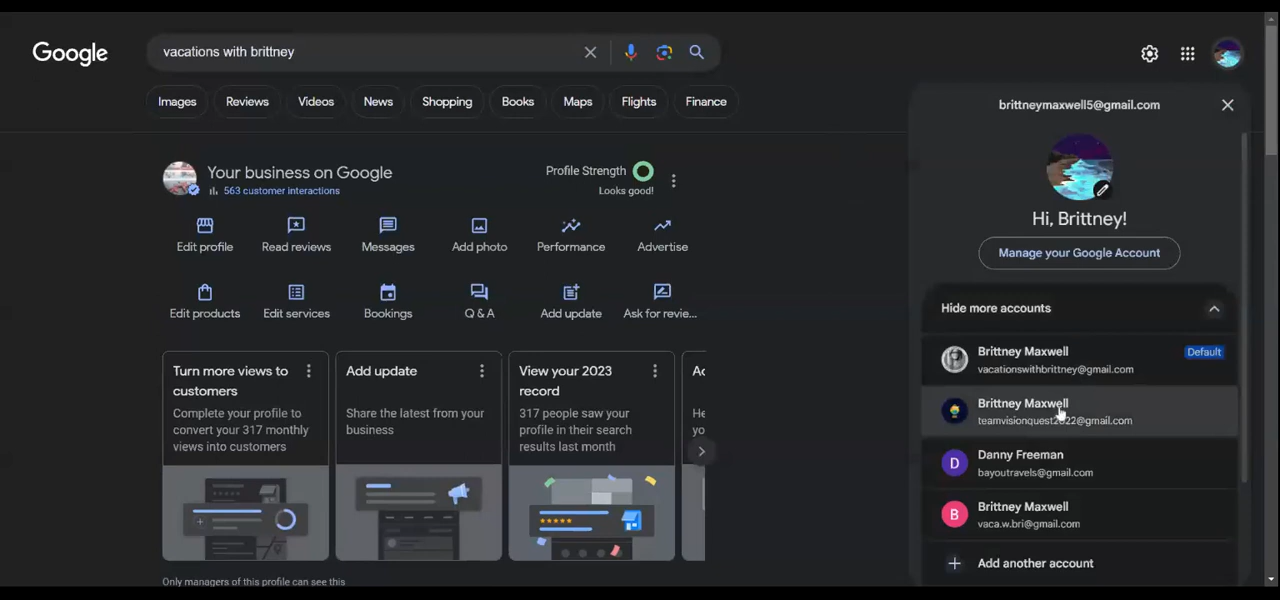 Google
vacations with brittney
Images
Reviews
Videos
News
Shopping
Books
Maps
Flights
Finance
Your business on Google
563 customer interactions
Profile Strength
Looks good!
Edit profile
Read reviews
Messages
Add photo
Performance
Advertise
Edit products
Edit services
Bookings
Q & A
Add update
Ask for revie...
Turn more views to
customers
Complete your profile to
convert your 317 monthly
views into customers
Add update
Share the latest from your
business
View your 2023
record
317 people saw your
profile in their search
results last month
Ac
He
yo
Only managers of this profile can see this
brittneymaxwell5@gmail.com
Hi, Brittney!
Manage your Google Account
Hide more accounts
Brittney Maxwell
Default
vacationswithbrittney@gmail.com
Brittney Maxwell
teamvisionquest2022@gmail.com
D
Danny Freeman
bayoutravels@gmail.com
B
Brittney Maxwell
vaca.w.bri@gmail.com
Add another account